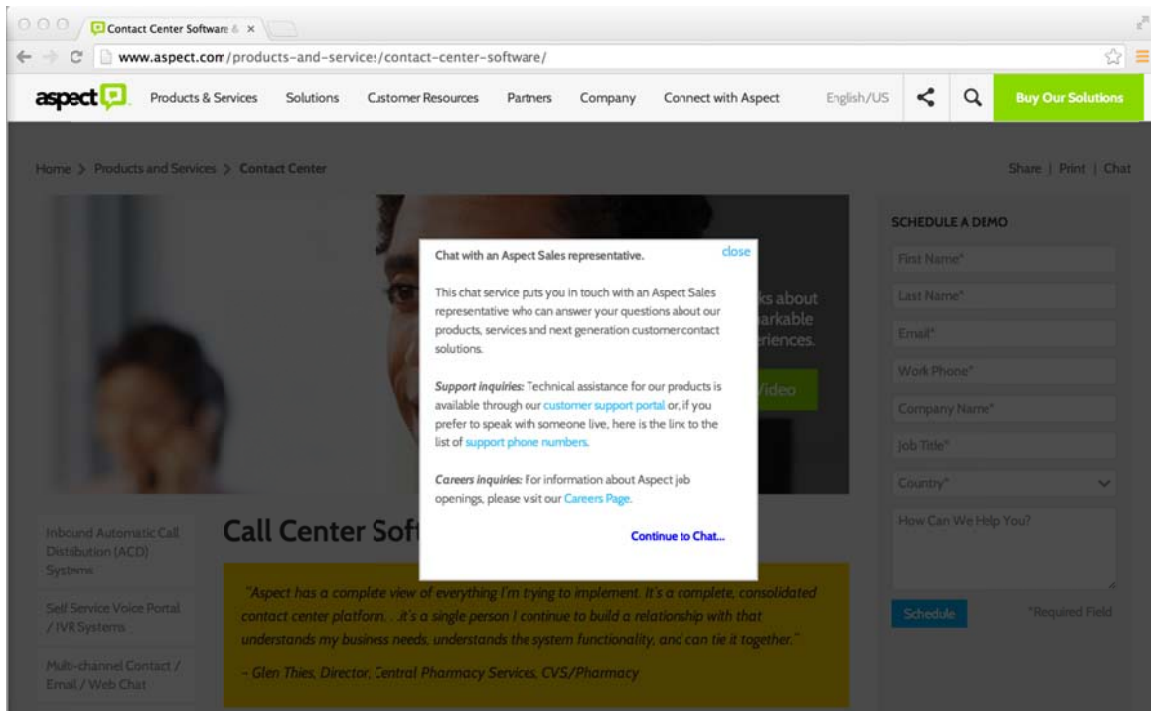 Contact Center Software &
www.aspect.com/products-and-services/contact-center-software/
aspect
Products & Services
Solutions
Customer Resources
Partners
Company
Connect with Aspect
English/US
Buy Our Solutions
Home > Products and Services > Contact Center
Share | Print | Chat
close
Chat with an Aspect Sales representative.
This chat service puts you in touch with an Aspect Sales
representative who can answer your questions about our
products, services and next generation customer contact
solutions.
Support inquiries: Technical assistance for our products is
available through our customer support portal or, if you
prefer to speak with someone live, here is the link to the
list of support phone numbers.
Careers inquiries: For information about Aspect job
openings, please visit our Careers Page.
Continue to Chat...
ks about
arkable
eriences.
Video
SCHEDULE A DEMO
First Name*
Last Name*
Email*
Work Phone*
Company Name*
Job Title*
Country*
How Can We Help You?
Schedule
*Required Field
Inbound Automatic Call
Distribution (ACD)
Systems
Self Service Voice Portal
/ IVR Systems
Multi-channel Contact /
Email / Web Chat
Call Center Soft
"Aspect has a complete view of everything I'm trying to implement. It's a complete, consolidated
contact center platform. . .it's a single person I continue to build a relationship with that
understands my business needs, understands the system functionality, and can tie it together."
– Glen Thies, Director, Central Pharmacy Services, CVS/Pharmacy